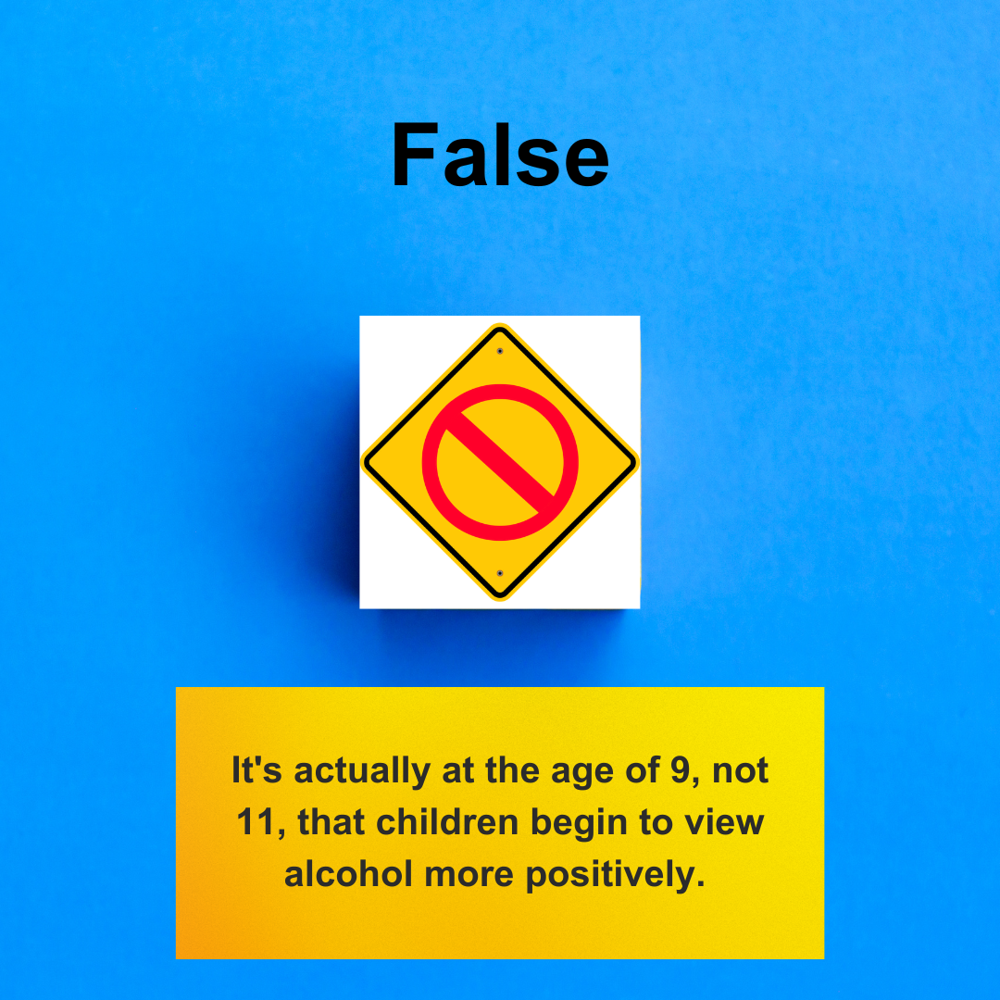 False
It's actually at the age of 9, not
11, that children begin to view
alcohol more positively.